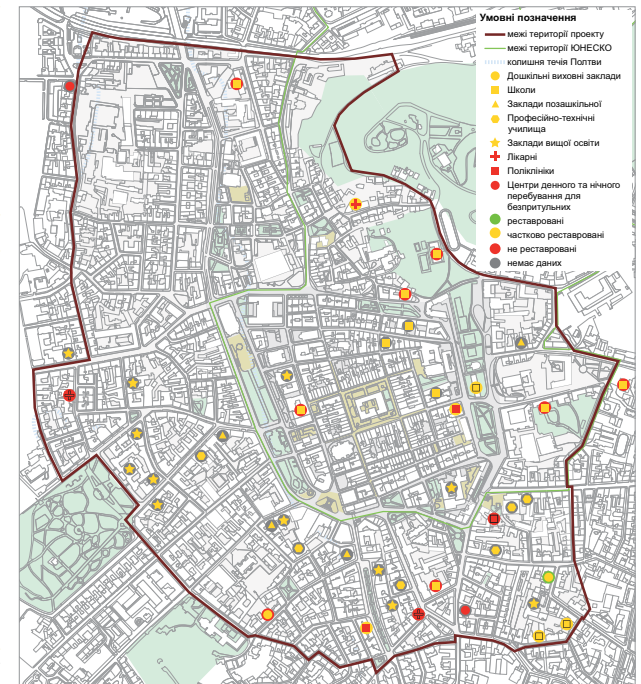 Умовні позначення
межі території проекту
межі території ЮНЕСКО
колишня течія Полтви
Дошкільні виховні заклади
Школи
Заклади позашкільної
Професійно-технічні
училища
Заклади вищої освіти
Лікарні
Поліклініки
Центри денного та нічного
перебування для
безпритульних
реставровані
частково реставровані
не реставровані
немає даних